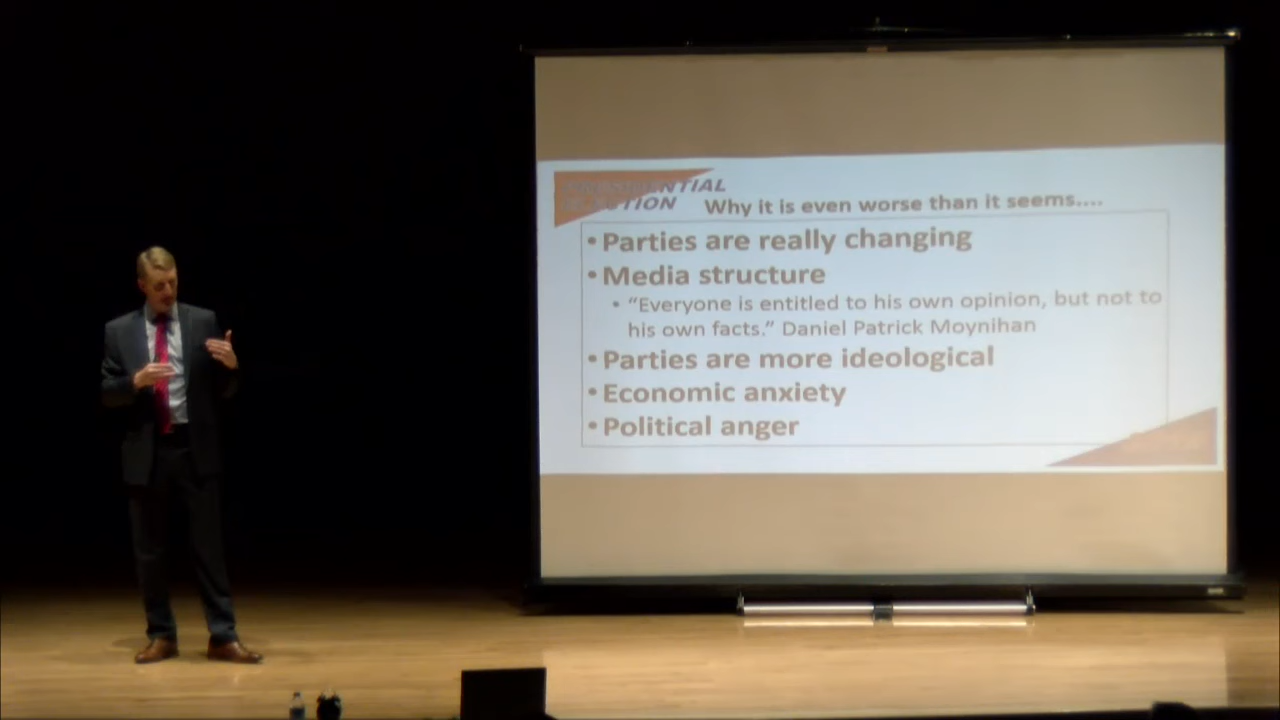 PRESIDENTIAL
ELECTION
Why it is even worse than it seems....
• Parties are really changing
• Media structure
• “Everyone is entitled to his own opinion, but not to
his own facts.” Daniel Patrick Moynihan
• Parties are more ideological
• Economic anxiety
• Political anger